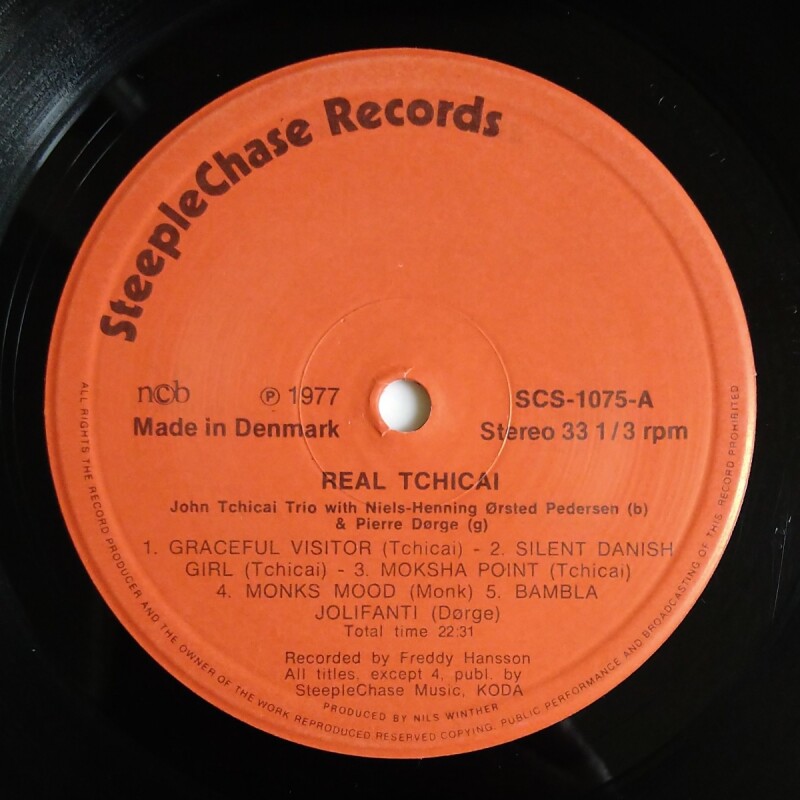 SteepleChase Records
ncb
℗ 1977
SCS-1075-A
Made in Denmark
Stereo 33 1/3 rpm
REAL TCHICAI
John Tchicai Trio with Niels-Henning Ørsted Pedersen (b)
& Pierre Dørge (g)
1. GRACEFUL VISITOR (Tchicai) - 2. SILENT DANISH
GIRL (Tchicai) - 3. MOKSHA POINT (Tchicai)
4. MONKS MOOD (Monk) 5. BAMBLA
JOLIFANTI (Dørge)
Total time 22:31
Recorded by Freddy Hansson
All titles, except 4, publ. by
SteepleChase Music, KODA
PRODUCED BY NILS WINTHER
ALL RIGHTS THE RECORD PRODUCER AND THE OWNER OF THE WORK REPRODUCED RESERVED COPYING, PUBLIC PERFORMANCE AND BROADCASTING OF THIS RECORD PROHIBITED